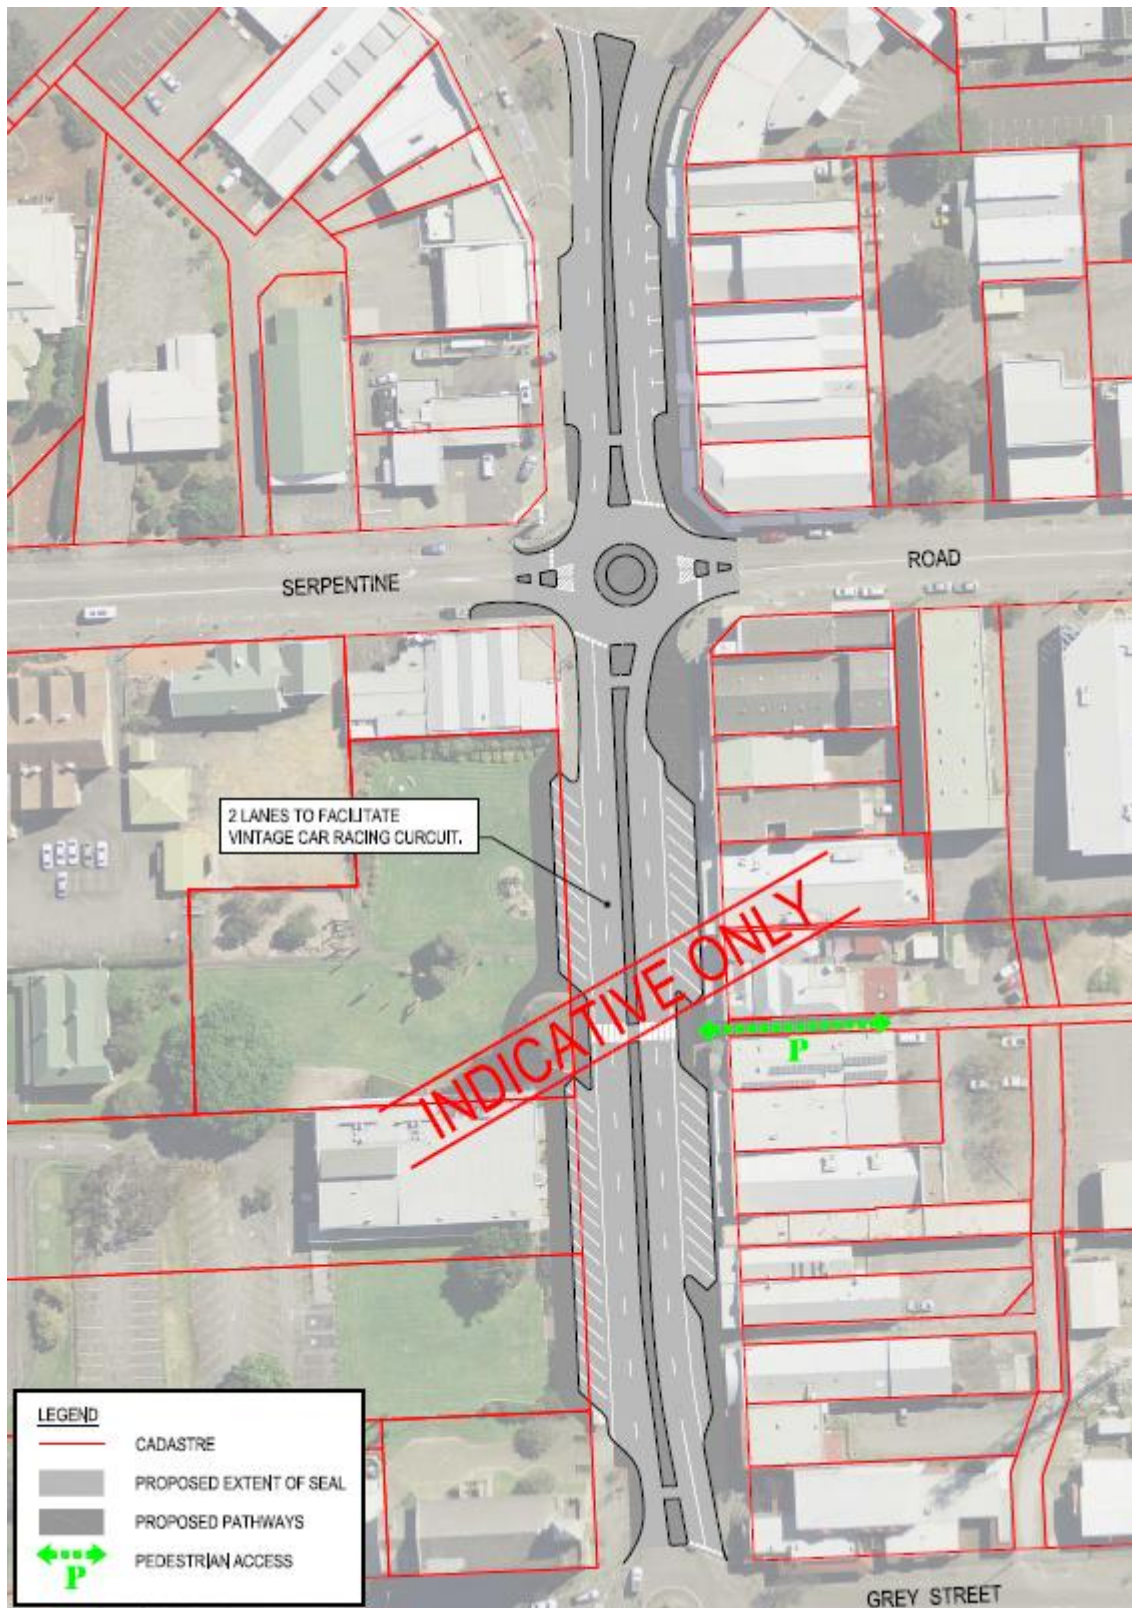 SERPENTINE
ROAD
2 LANES TO FACILITATE
VINTAGE CAR RACING CURCUIT.
INDICATIVE ONLY
P
LEGEND
CADASTRE
PROPOSED EXTENT OF SEAL
PROPOSED PATHWAYS
P
PEDESTRIAN ACCESS
GREY STREET